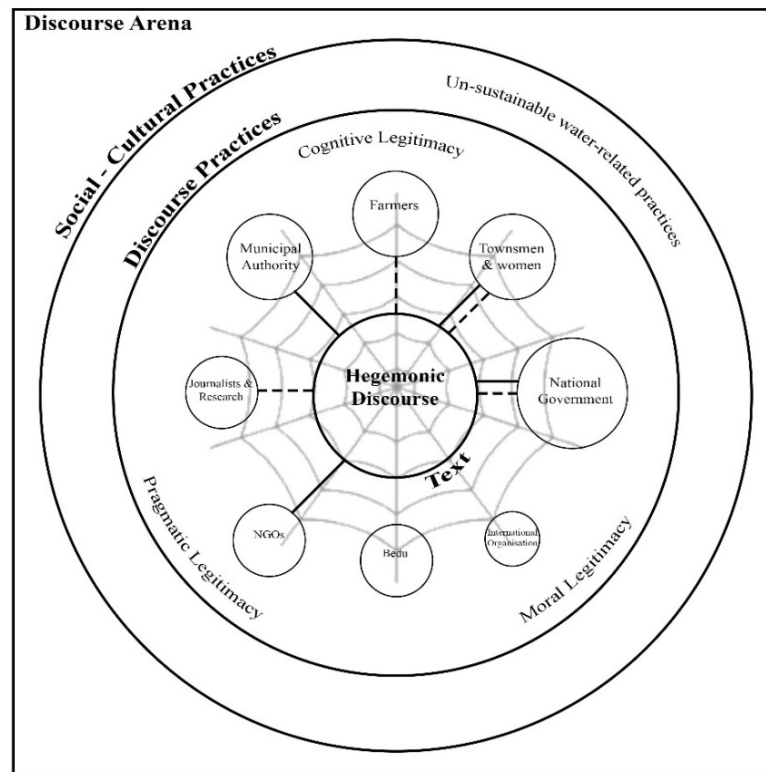 Discourse Arena
Social - Cultural Practices
Un-sustainable water-related practices
Discourse Practices
Cognitive Legitimacy
Farmers
Municipal
Authority
Townsmen
& women
Journalists &
Research
Hegemonic
Discourse
National
Government
Text
NGOs
Bedu
International
Organisation
Pragmatic Legitimacy
Moral Legitimacy